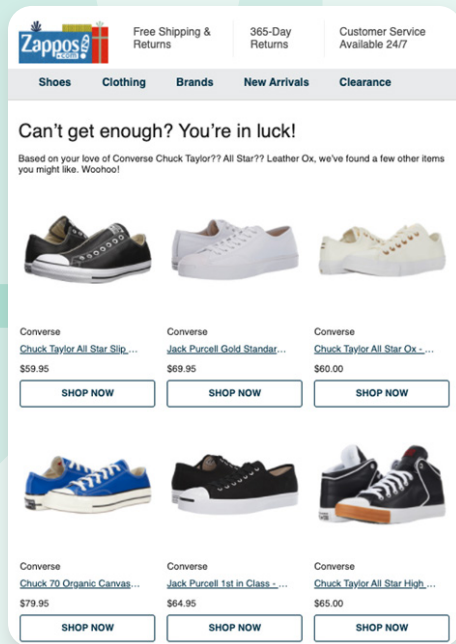 Zappos
.com
Free Shipping &
Returns
365-Day
Returns
Customer Service
Available 24/7
Shoes Clothing Brands New Arrivals Clearance
Can't get enough? You're in luck!
Based on your love of Converse Chuck Taylor?? All Star?? Leather Ox, we've found a few other items
you might like. Woohoo!
Converse
Chuck Taylor All Star Slip ...
$59.95
SHOP NOW
Converse
Jack Purcell Gold Standar...
$69.95
SHOP NOW
Converse
Chuck Taylor All Star Ox - ...
$60.00
SHOP NOW
Converse
Chuck 70 Organic Canvas...
$79.95
SHOP NOW
Converse
Jack Purcell 1st in Class - ...
$64.95
SHOP NOW
Converse
Chuck Taylor All Star High ...
$65.00
SHOP NOW